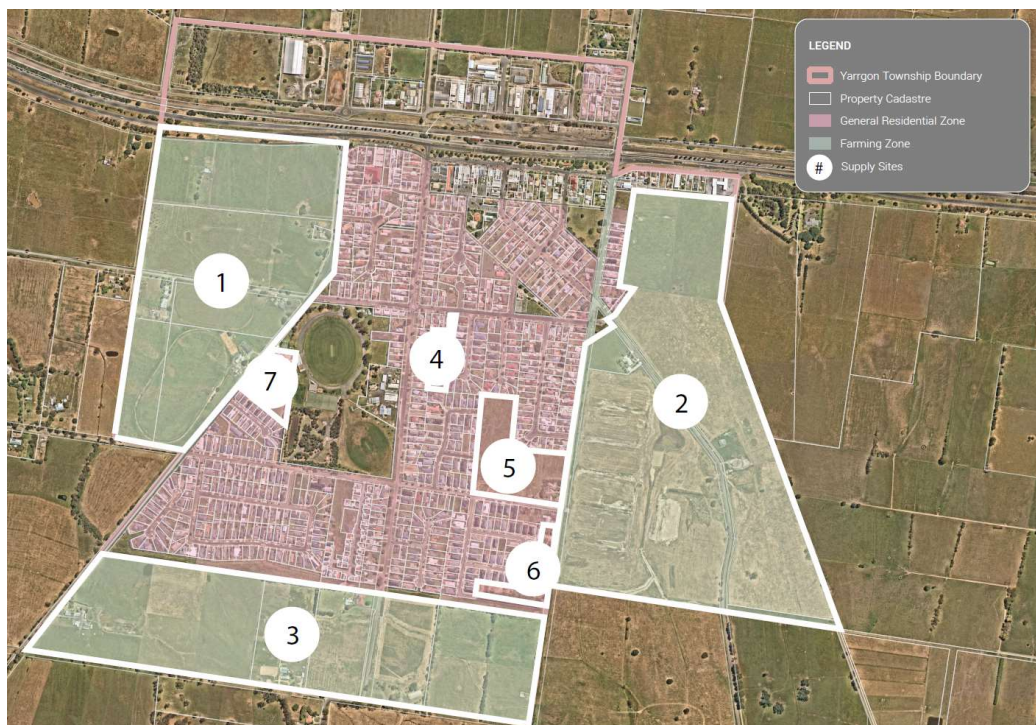 LEGEND
Yarrgon Township Boundary
Property Cadastre
General Residential Zone
Farming Zone
# Supply Sites
1
7
4
2
5
6
3